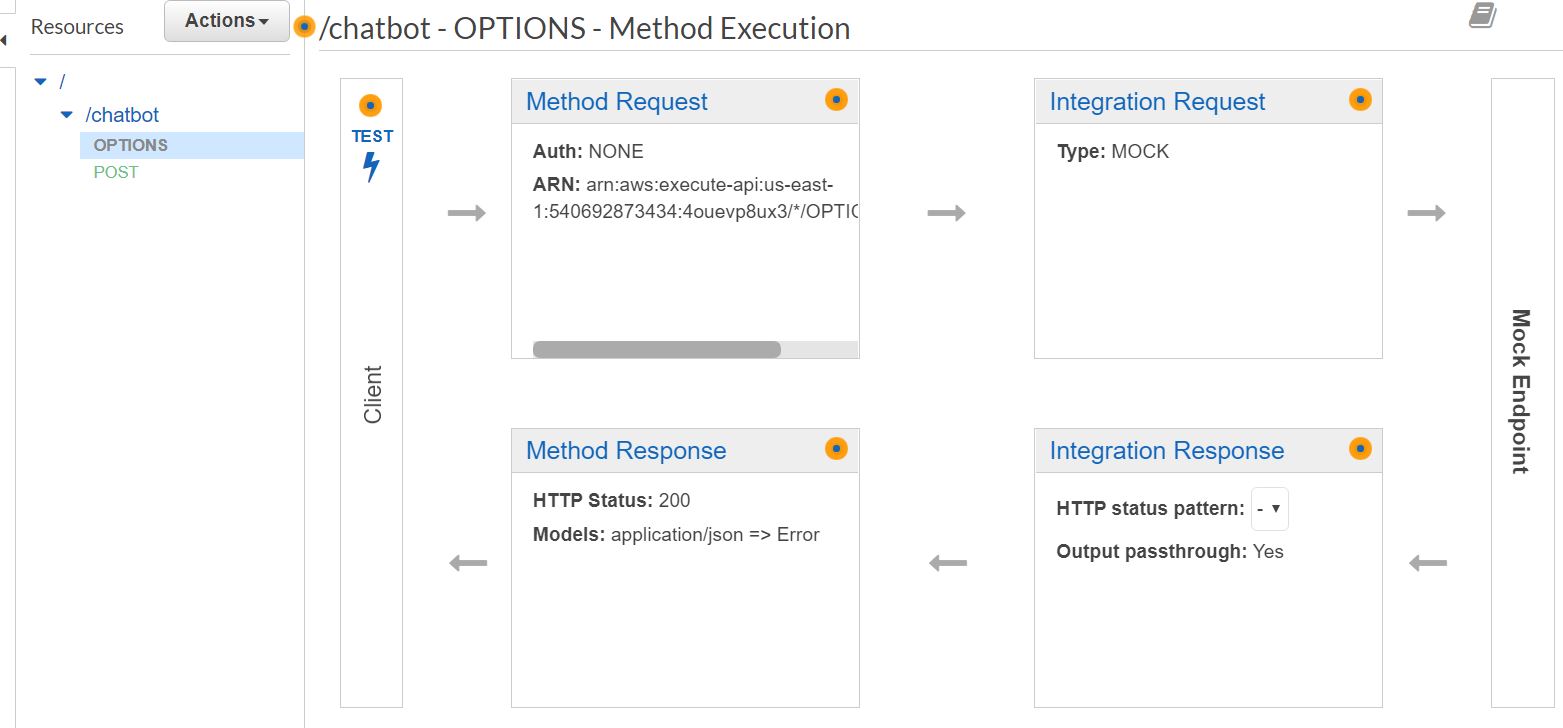 Resources
Actions
/chatbot - OPTIONS - Method Execution
/
/chatbot
OPTIONS
POST
TEST
Client
Method Request
Auth: NONE
ARN: arn:aws:execute-api:us-east-
1:540692873434:4ouevp8ux3/*/OPTIO
Integration Request
Type: MOCK
Method Response
HTTP Status: 200
Models: application/json => Error
Integration Response
HTTP status pattern: -
Output passthrough: Yes
Mock Endpoint